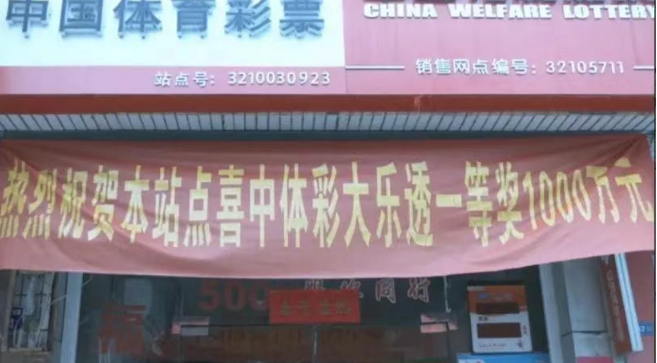 中国体育彩票
CHINA WELFARE LOTTERY
站点号: 3210030923
销售网点编号: 32105711
热烈祝贺本站点喜中体彩大乐透一等奖1000万元
500